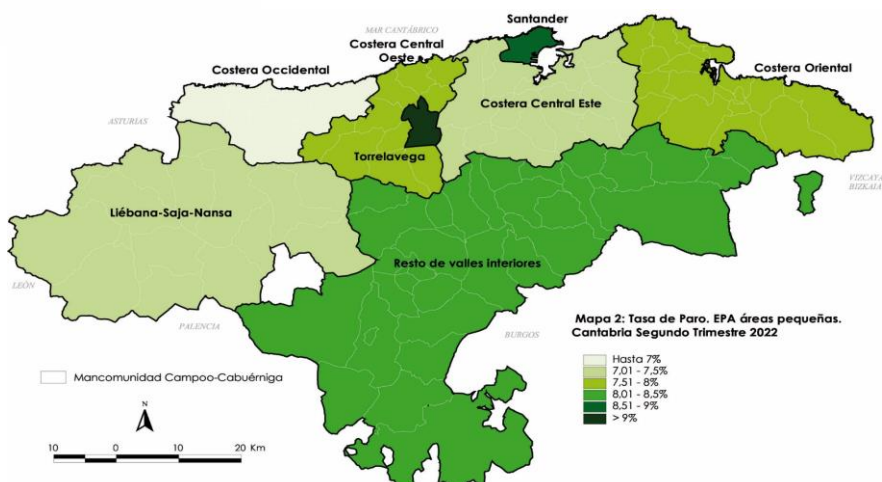 Santander
MAR CANTÁBRICO
Costera Central
Oeste
Costera Occidental
Costera Oriental
Costera Central Este
ASTURIAS
Torrelavega
VIZCAYA
BIZKAIA
Liébana-Saja-Nansa
Resto de valles interiores
LEÓN
PALENCIA
BURGOS
Mapa 2: Tasa de Paro. EPA áreas pequeñas.
Cantabria Segundo Trimestre 2022
Hasta 7%
7,01 - 7,5%
7,51 - 8%
8,01 - 8,5%
8,51 - 9%
> 9%
Mancomunidad Campoo-Cabuérniga
N
10 0 10 20 Km